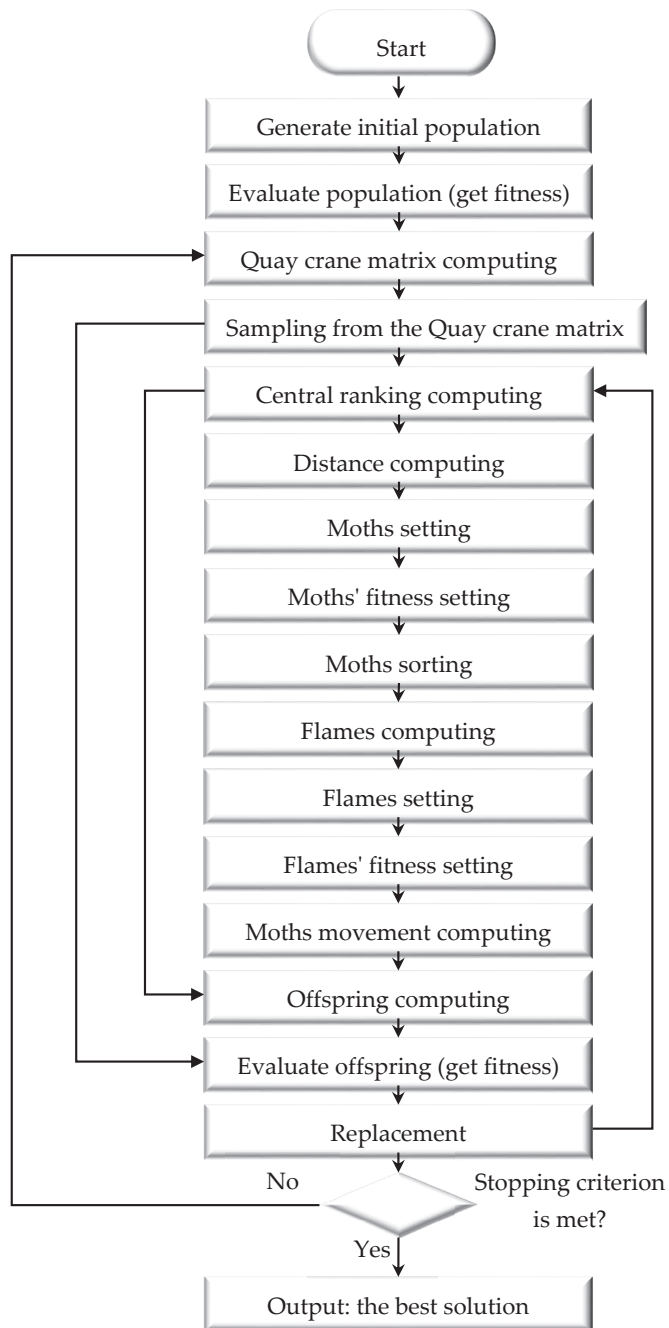 Start
Generate initial population
Evaluate population (get fitness)
Quay crane matrix computing
Sampling from the Quay crane matrix
Central ranking computing
Distance computing
Moths setting
Moths' fitness setting
Moths sorting
Flames computing
Flames setting
Flames' fitness setting
Moths movement computing
Offspring computing
Evaluate offspring (get fitness)
Replacement
No
Stopping criterion
is met?
Yes
Output: the best solution